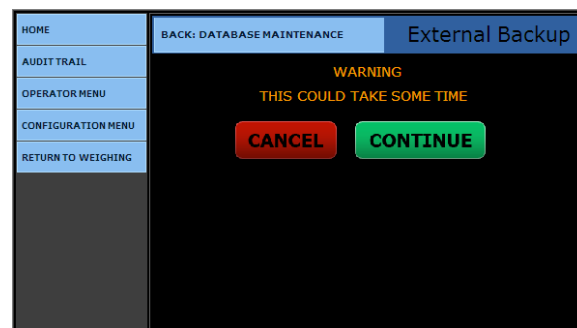 HOME
AUDIT TRAIL
OPERATOR MENU
CONFIGURATION MENU
RETURN TO WEIGHING
BACK: DATABASE MAINTENANCE
External Backup
WARNING
THIS COULD TAKE SOME TIME
CANCEL
CONTINUE